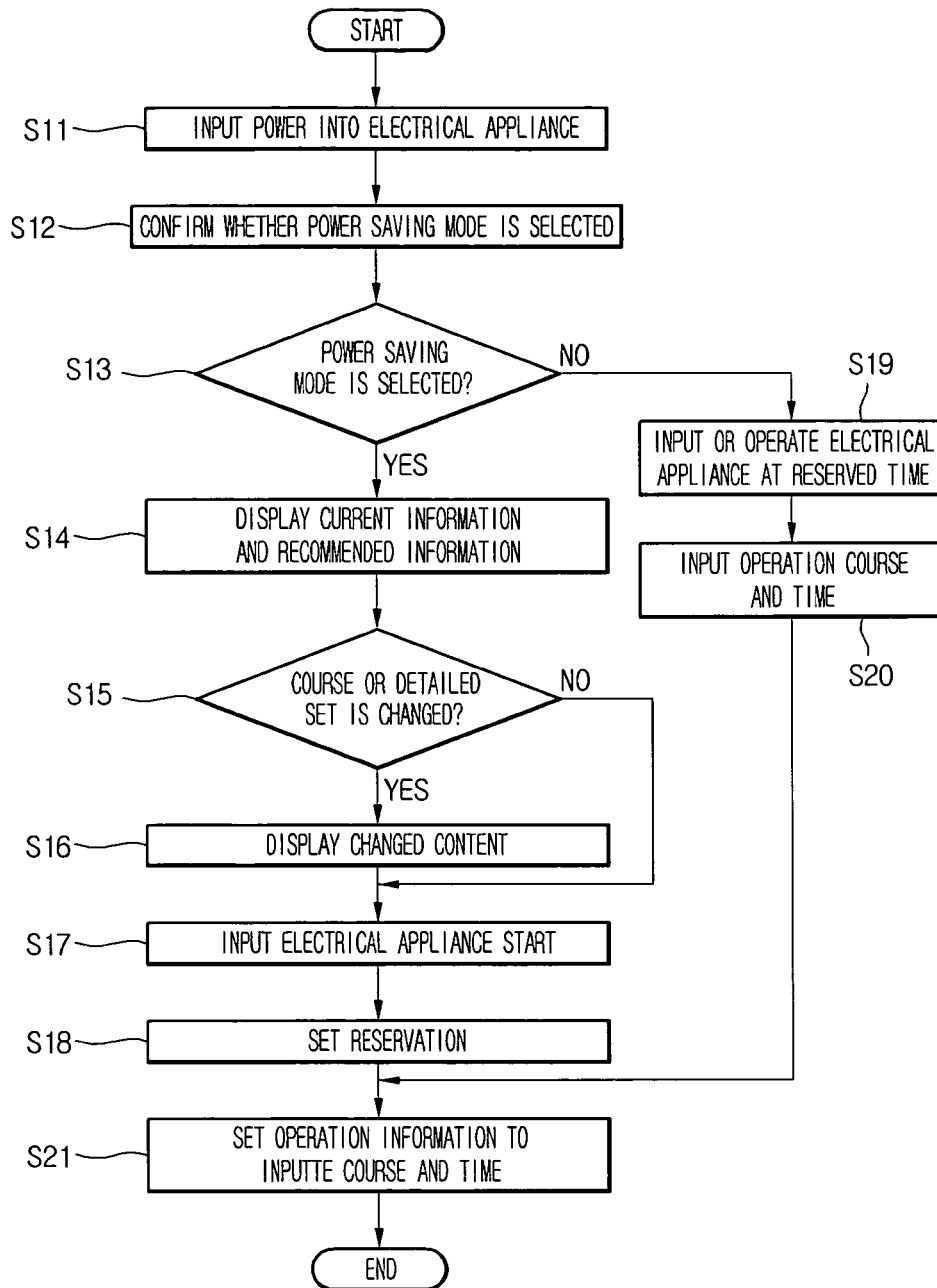 START
S11
INPUT POWER INTO ELECTRICAL APPLIANCE
S12
CONFIRM WHETHER POWER SAVING MODE IS SELECTED
S13
POWER SAVING
MODE IS SELECTED?
NO
YES
S19
INPUT OR OPERATE ELECTRICAL
APPLIANCE AT RESERVED TIME
S14
DISPLAY CURRENT INFORMATION
AND RECOMMENDED INFORMATION
INPUT OPERATION COURSE
AND TIME
S20
S15
COURSE OR DETAILED
SET IS CHANGED?
NO
YES
S16
DISPLAY CHANGED CONTENT
S17
INPUT ELECTRICAL APPLIANCE START
S18
SET RESERVATION
S21
SET OPERATION INFORMATION TO
INPUTTE COURSE AND TIME
END